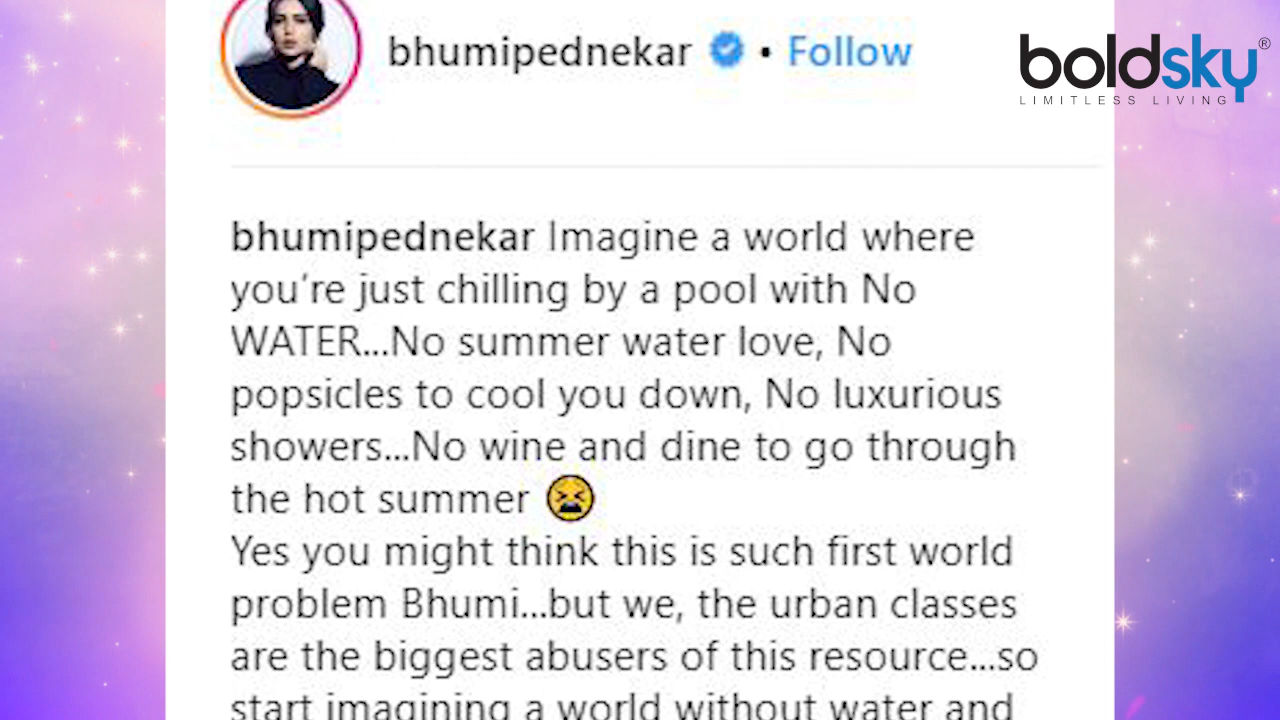 bhumipednekar • Follow
boldsky®
LIMITLESS LIVING
bhumipednekar Imagine a world where
you're just chilling by a pool with No
WATER...No summer water love, No
popsicles to cool you down, No luxurious
showers...No wine and dine to go through
the hot summer 😫
Yes you might think this is such first world
problem Bhumi...but we, the urban classes
are the biggest abusers of this resource...so
start imagining a world without water and